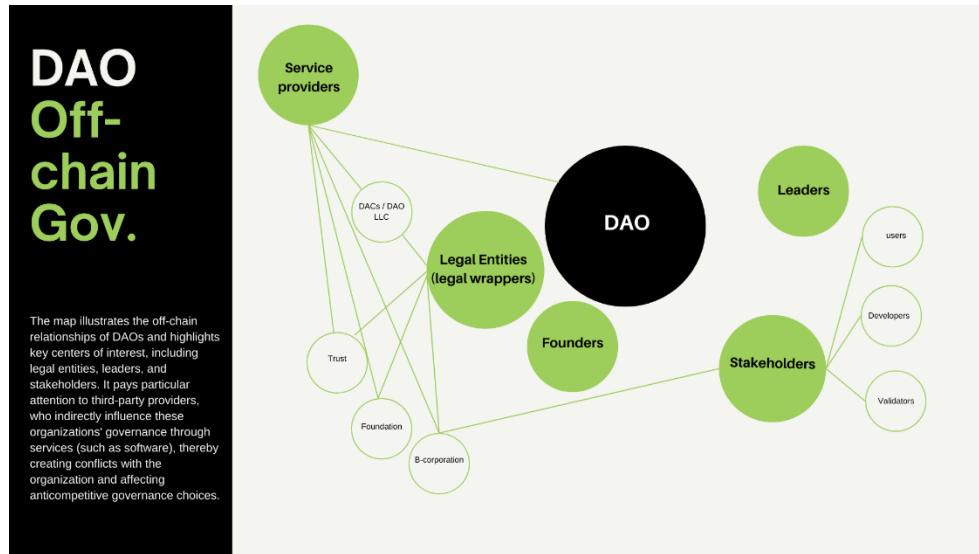 DAO
Off-
chain
Gov.
The map illustrates the off-chain
relationships of DAOs and highlights
key centers of interest, including
legal entities, leaders, and
stakeholders. It pays particular
attention to third-party providers,
who indirectly influence these
organizations' governance through
services (such as software), thereby
creating conflicts with the
organization and affecting
anticompetitive governance choices.
Service
providers
DACs / DAO
LLC
Legal Entities
(legal wrappers)
DAO
Leaders
users
Developers
Founders
Stakeholders
Trust
Validators
Foundation
B-corporation